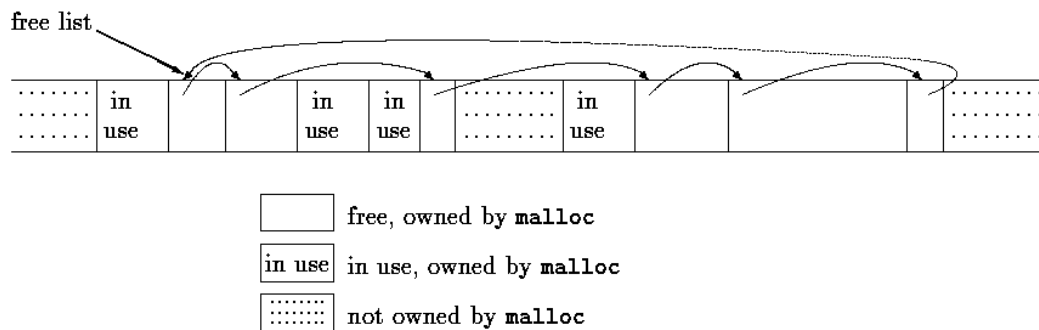 free list
in use
in use
in use
in use
free, owned by malloc
in use
in use, owned by malloc
not owned by malloc